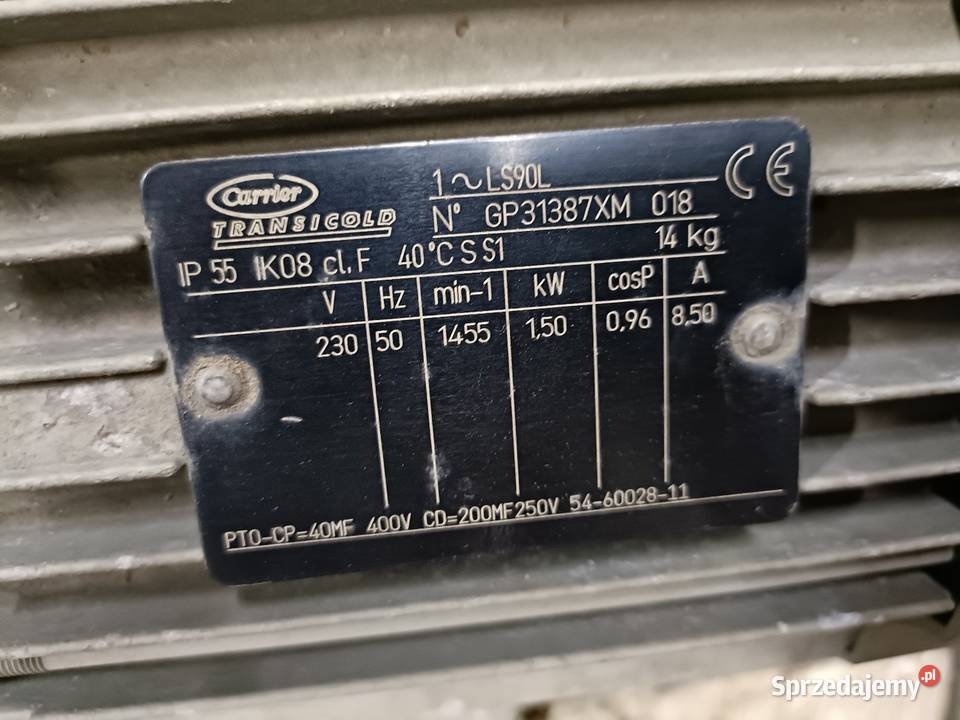 Carrier
TRANSICOLD
1~LS90L
N° GP31387XM 018
14 kg
IP 55 IK08 cl.F 40°C S S1
V Hz min-1 kW cosP A
230 50 1455 1,50 0,96 8,50
PTO-CP=40MF 400V CD=200MF250V 54-60028-11
CE
Sprzedajemy.pl